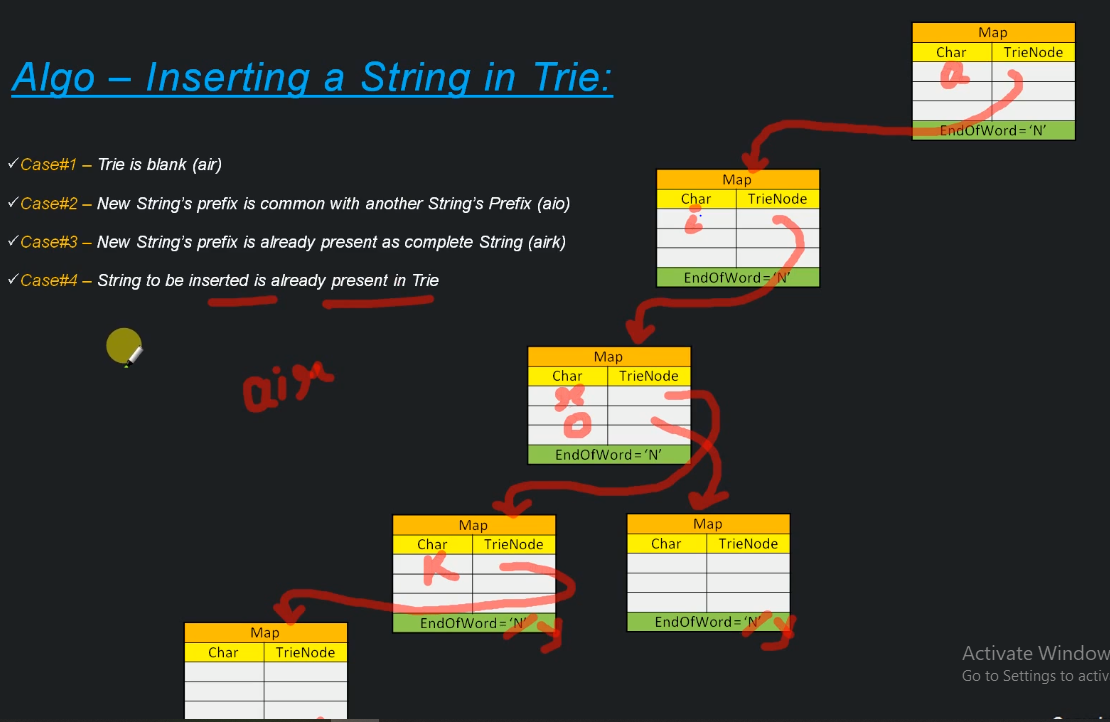 Algo – Inserting a String in Trie:
✓Case#1 – Trie is blank (air)
✓Case#2 – New String's prefix is common with another String's Prefix (aio)
✓Case#3 – New String's prefix is already present as complete String (airk)
✓Case#4 – String to be inserted is already present in Trie
air
Map
Char TrieNode
a
EndOfWord='N'
Map
Char TrieNode
i
EndOfWord='N'
Map
Char TrieNode
r
o
EndOfWord='N'
Map
Char TrieNode
K
EndOfWord='N' y
Map
Char TrieNode
EndOfWord='N' y
Map
Char TrieNode
Activate Window
Go to Settings to activ